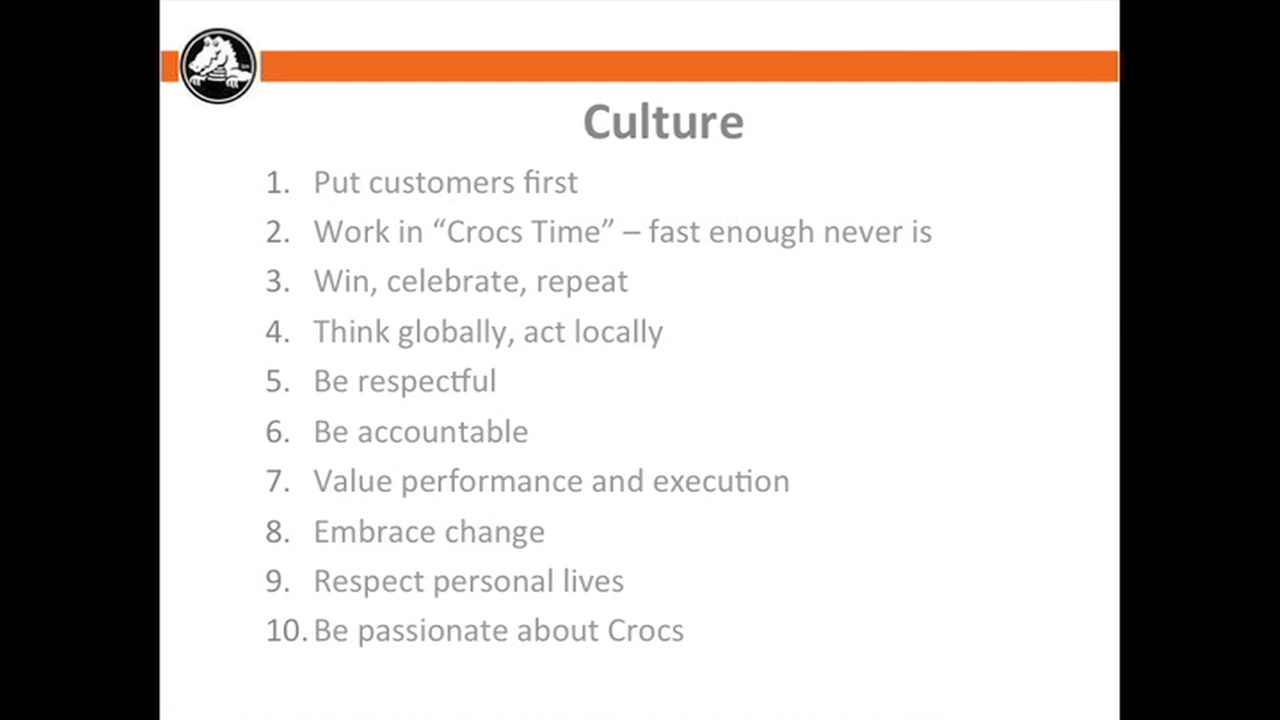 Culture
1. Put customers first
2. Work in “Crocs Time” – fast enough never is
3. Win, celebrate, repeat
4. Think globally, act locally
5. Be respectful
6. Be accountable
7. Value performance and execution
8. Embrace change
9. Respect personal lives
10. Be passionate about Crocs